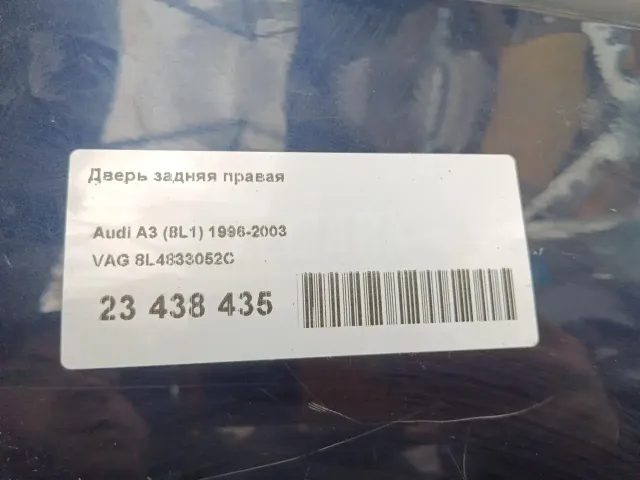 Дверь задняя правая
Audi A3 (8L1) 1996-2003
VAG 8L4833052C
23 438 435